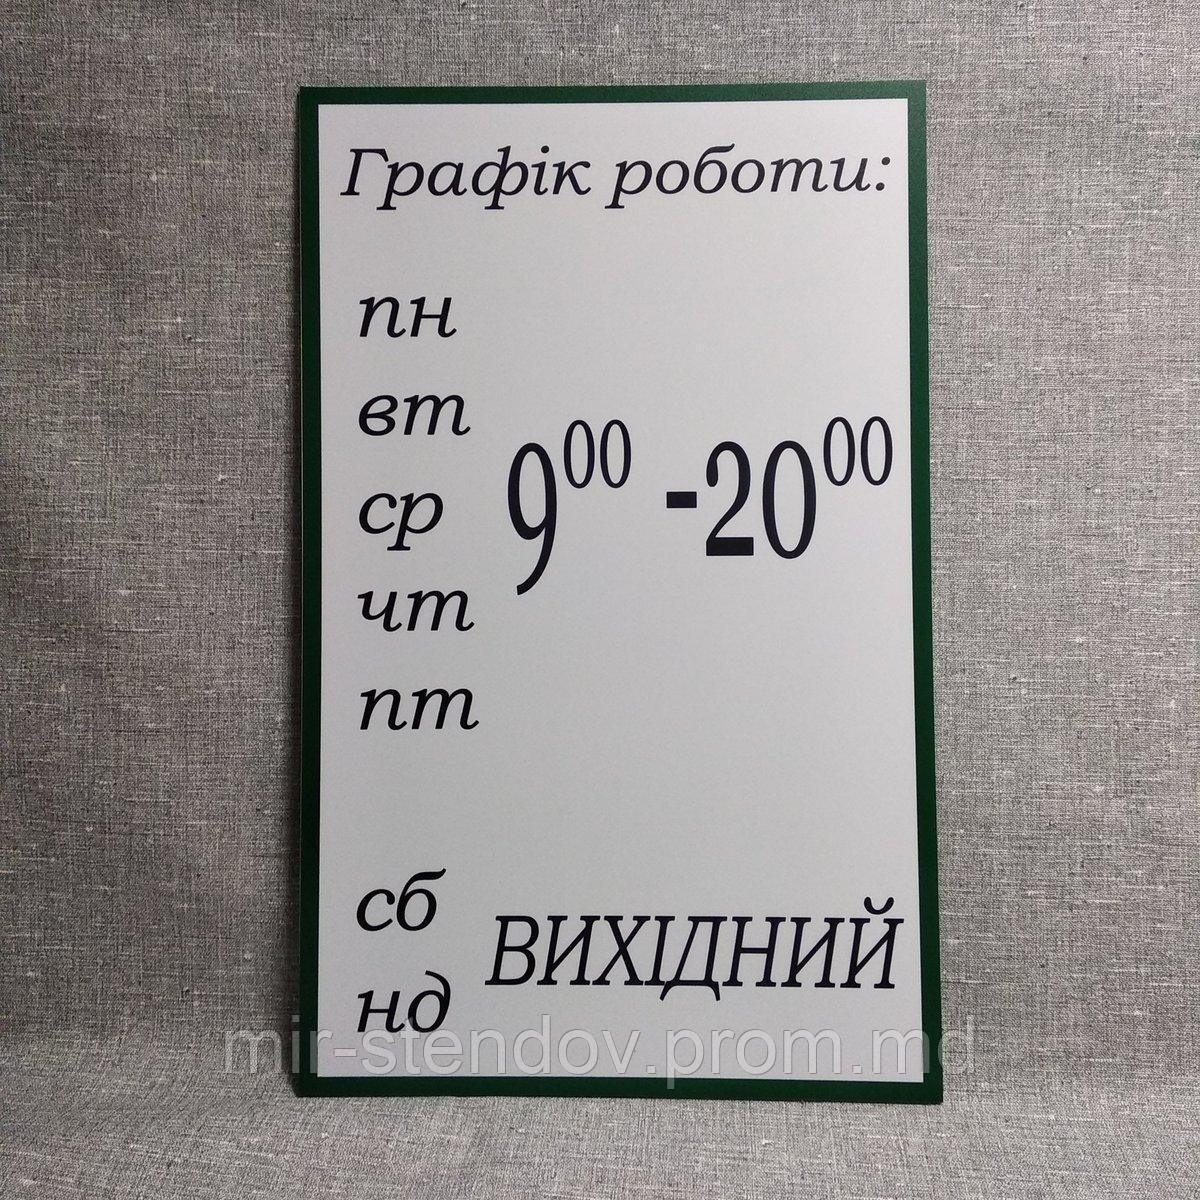 Графік роботи:
пн
вт
9⁰⁰ -20⁰⁰
ср
чт
пт
сб
ВИХІДНИЙ
нд
mir-stendov.prom.md